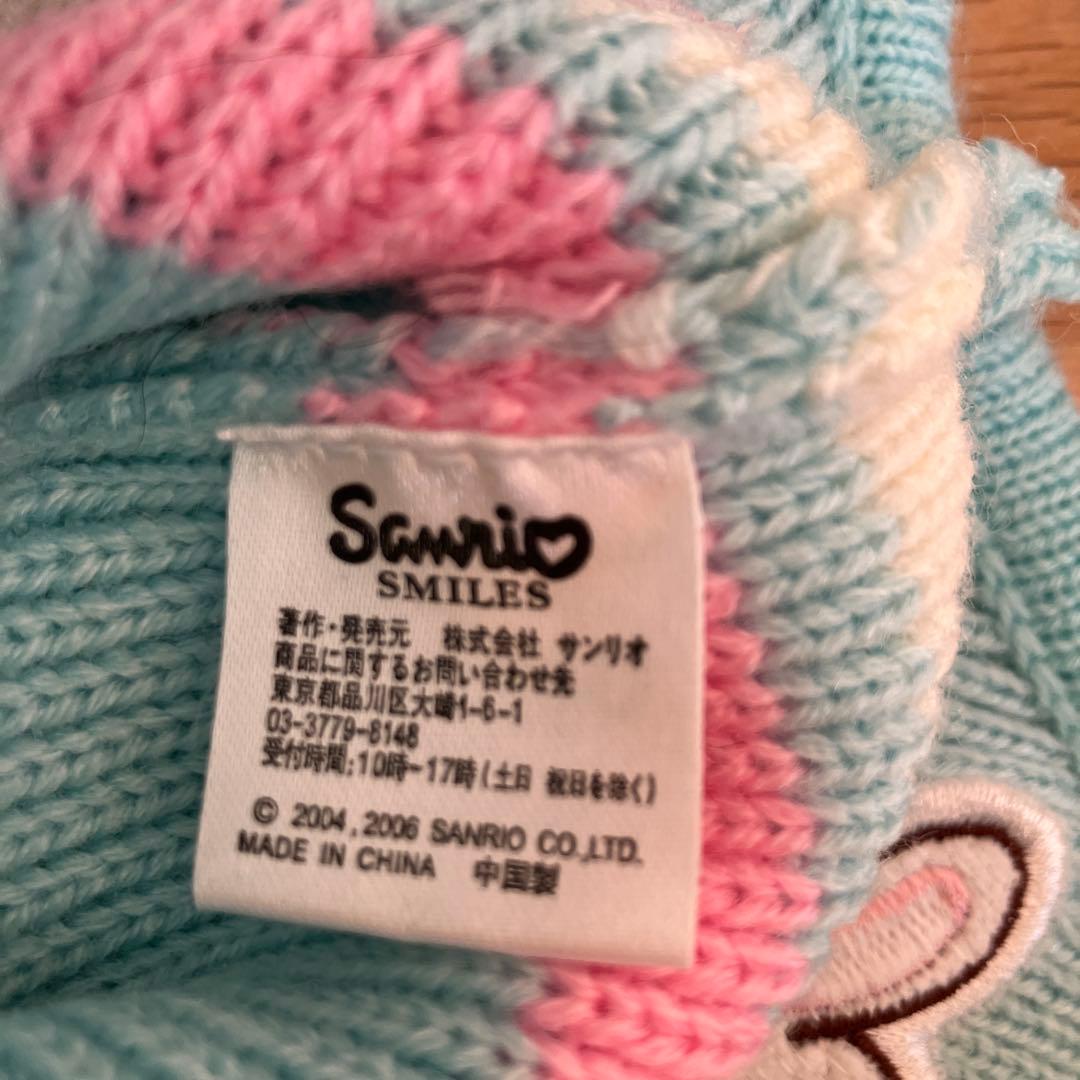 Sanrio
SMILES
著作・発売元 株式会社 サンリオ
商品に関するお問い合わせ先
東京都品川区大崎1-6-1
03-3779-8148
受付時間:10時-17時(土日 祝日を除く)
© 2004,2006 SANRIO CO.,LTD.
MADE IN CHINA 中国製